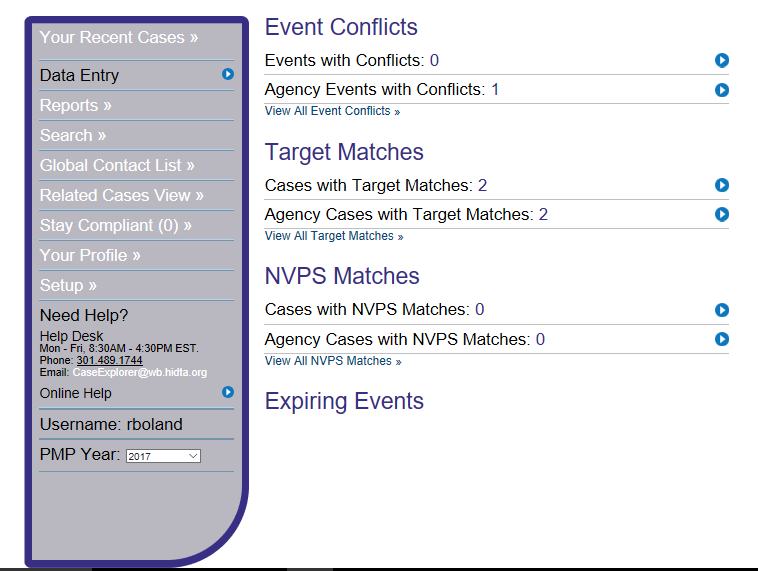 Your Recent Cases »
Data Entry
Reports »
Search »
Global Contact List »
Related Cases View »
Stay Compliant (0) »
Your Profile »
Setup »
Need Help?
Help Desk
Mon - Fri, 8:30AM - 4:30PM EST.
Phone: 301.489.1744
Email: CaseExplorer@wb.hidta.org
Online Help
Username: rboland
PMP Year: 2017
Event Conflicts
Events with Conflicts: 0
Agency Events with Conflicts: 1
View All Event Conflicts »
Target Matches
Cases with Target Matches: 2
Agency Cases with Target Matches: 2
View All Target Matches »
NVPS Matches
Cases with NVPS Matches: 0
Agency Cases with NVPS Matches: 0
View All NVPS Matches »
Expiring Events